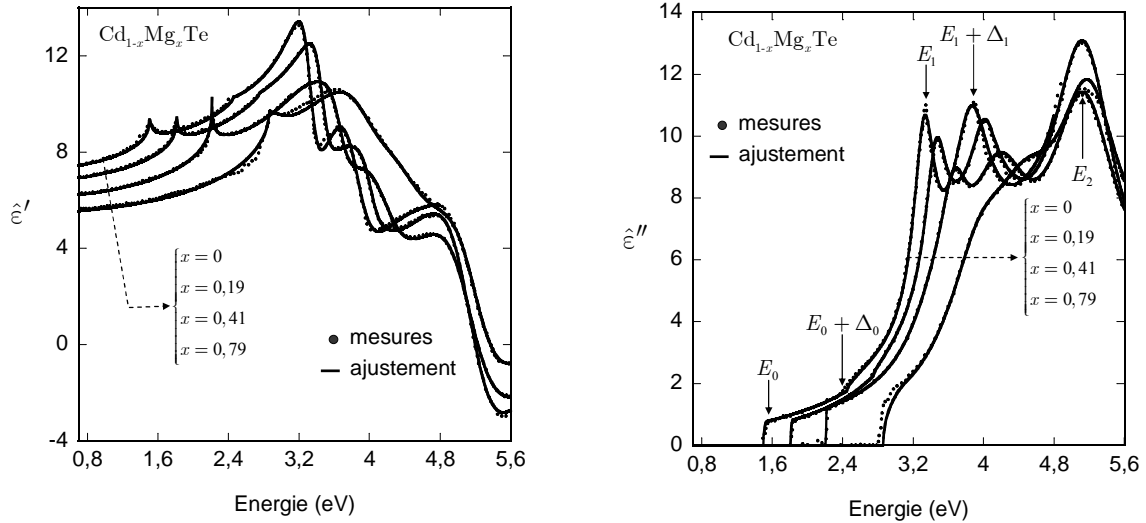 Cd₁₋ₓMgₓTe
12
8
4
0
-4
ε̂′
x = 0
x = 0,19
x = 0,41
x = 0,79
mesures
ajustement
0,8 1,6 2,4 3,2 4 4,8 5,6
Energie (eV)
Cd₁₋ₓMgₓTe
14
12
10
8
6
4
2
0
ε̂″
E₁
E₁ + Δ₁
mesures
ajustement
E₂
x = 0
x = 0,19
x = 0,41
x = 0,79
E₀ + Δ₀
E₀
0,8 1,6 2,4 3,2 4 4,8 5,6
Energie (eV)